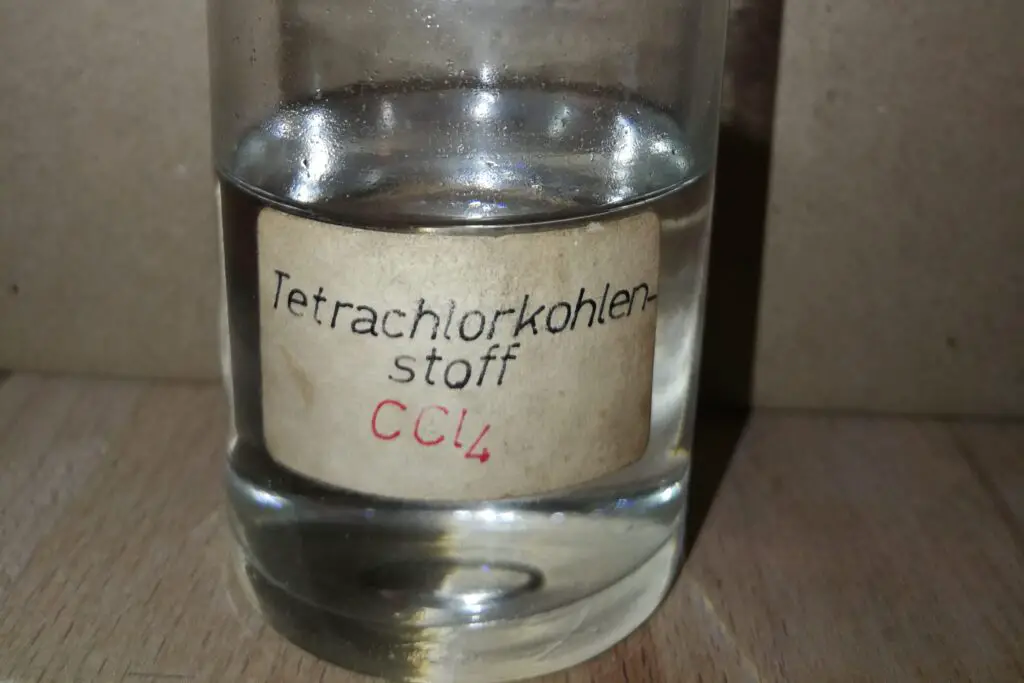 Tetrachlorkohlen-
stoff
CCl4